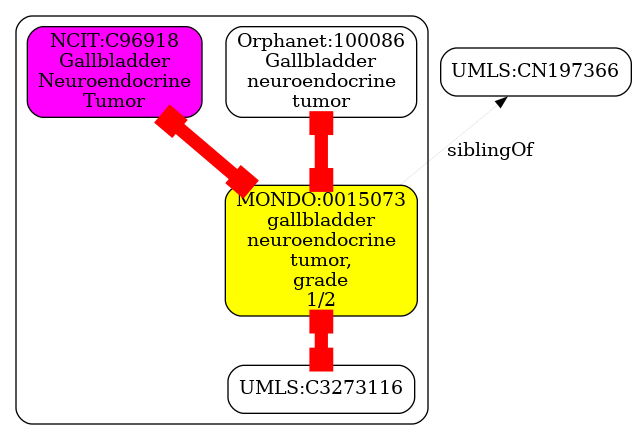 NCIT:C96918
Gallbladder
Neuroendocrine
Tumor
Orphanet:100086
Gallbladder
neuroendocrine
tumor
UMLS:CN197366
siblingOf
MONDO:0015073
gallbladder
neuroendocrine
tumor,
grade
1/2
UMLS:C3273116